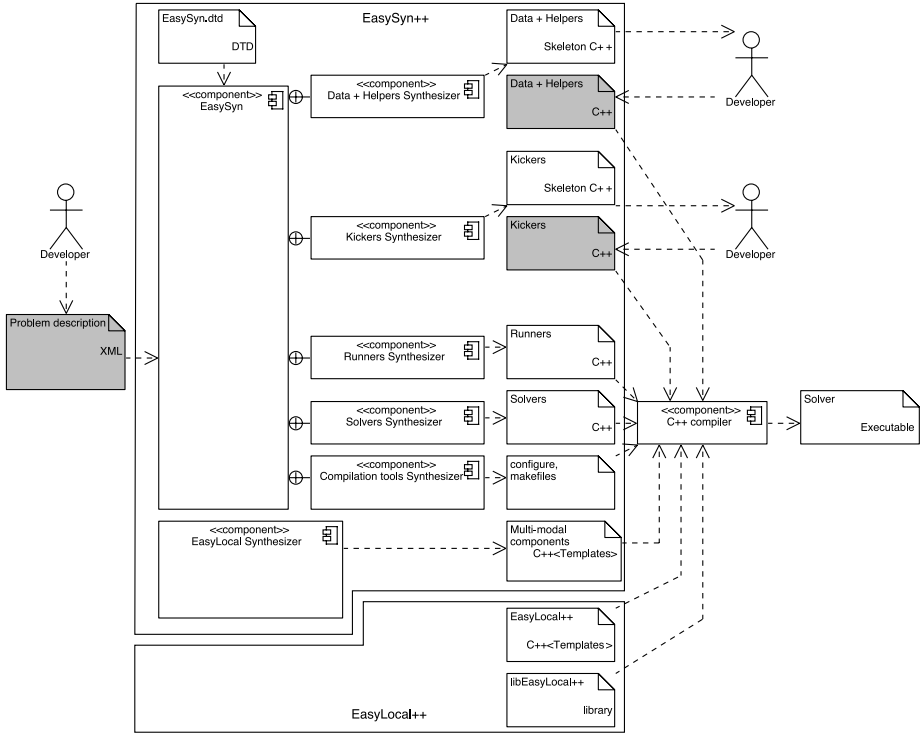 EasySyn++
EasySyn.dtd
DTD
<<component>>
EasySyn
<<component>>
Data + Helpers Synthesizer
Data + Helpers
Skeleton C++
Data + Helpers
C++
Developer
Kickers
Skeleton C++
<<component>>
Kickers Synthesizer
Kickers
C++
Developer
Developer
Problem description
XML
<<component>>
Runners Synthesizer
Runners
C++
<<component>>
Solvers Synthesizer
Solvers
C++
<<component>>
C++ compiler
Solver
Executable
<<component>>
Compilation tools Synthesizer
configure,
makefiles
<<component>>
EasyLocal Synthesizer
Multi-modal
components
C++<Templates>
EasyLocal++
C++<Templates>
libEasyLocal++
library
EasyLocal++